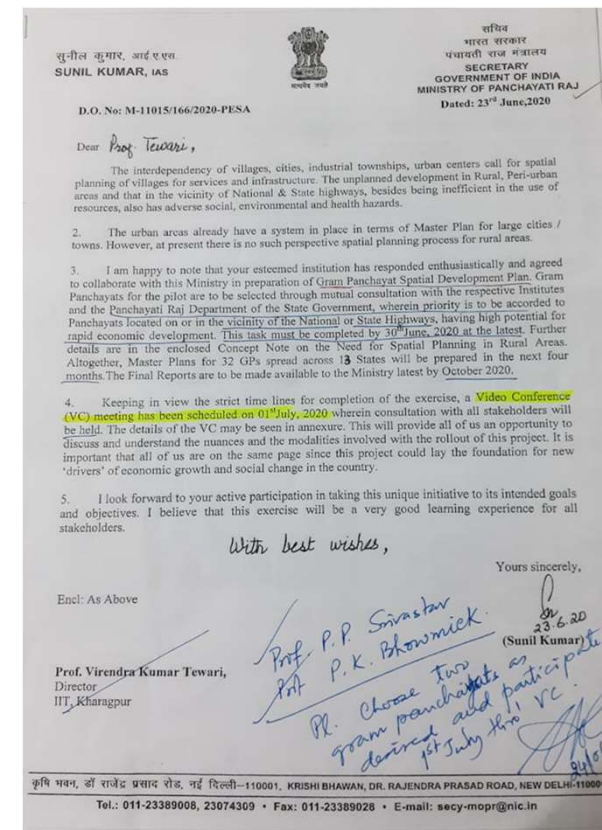 सुनील कुमार, आई.ए.एस.
SUNIL KUMAR, IAS
सत्यमेव जयते
सचिव
भारत सरकार
पंचायती राज मंत्रालय
SECRETARY
GOVERNMENT OF INDIA
MINISTRY OF PANCHAYATI RAJ
Dated: 23rd June,2020
D.O. No: M-11015/166/2020-PESA
Dear Prof. Tewari,
The interdependency of villages, cities, industrial townships, urban centers call for spatial
planning of villages for services and infrastructure. The unplanned development in Rural, Peri-urban
areas and that in the vicinity of National & State highways, besides being inefficient in the use of
resources, also has adverse social, environmental and health hazards.
2. The urban areas already have a system in place in terms of Master Plan for large cities /
towns. However, at present there is no such perspective spatial planning process for rural areas.
3. I am happy to note that your esteemed institution has responded enthusiastically and agreed
to collaborate with this Ministry in preparation of Gram Panchayat Spatial Development Plan. Gram
Panchayats for the pilot are to be selected through mutual consultation with the respective Institutes
and the Panchayati Raj Department of the State Government, wherein priority is to be accorded to
Panchayats located on or in the vicinity of the National or State Highways, having high potential for
rapid economic development. This task must be completed by 30th June, 2020 at the latest. Further
details are in the enclosed Concept Note on the Need for Spatial Planning in Rural Areas.
Altogether, Master Plans for 32 GPs spread across 13 States will be prepared in the next four
months. The Final Reports are to be made available to the Ministry latest by October 2020.
4. Keeping in view the strict time lines for completion of the exercise, a Video Conference
(VC) meeting has been scheduled on 01st July, 2020 wherein consultation with all stakeholders will
be held. The details of the VC may be seen in annexure. This will provide all of us an opportunity to
discuss and understand the nuances and the modalities involved with the rollout of this project. It is
important that all of us are on the same page since this project could lay the foundation for new
'drivers' of economic growth and social change in the country.
5. I look forward to your active participation in taking this unique initiative to its intended goals
and objectives. I believe that this exercise will be a very good learning experience for all
stakeholders.
With best wishes,
Yours sincerely,
23.6.20
(Sunil Kumar)
Encl: As Above
Prof. Virendra Kumar Tewari,
Director
IIT, Kharagpur
Prof. P.P. Srivastav
Prof P.K. Bhowmick.
Pl. Choose two
gram panchayats as
desired and participate
1st July thro' VC.
कृषि भवन, डॉ राजेंद्र प्रसाद रोड, नई दिल्ली-110001, KRISHI BHAWAN, DR. RAJENDRA PRASAD ROAD, NEW DELHI-11000
Tel.: 011-23389008, 23074309 • Fax: 011-23389028 • E-mail: secy-mopr@nic.in